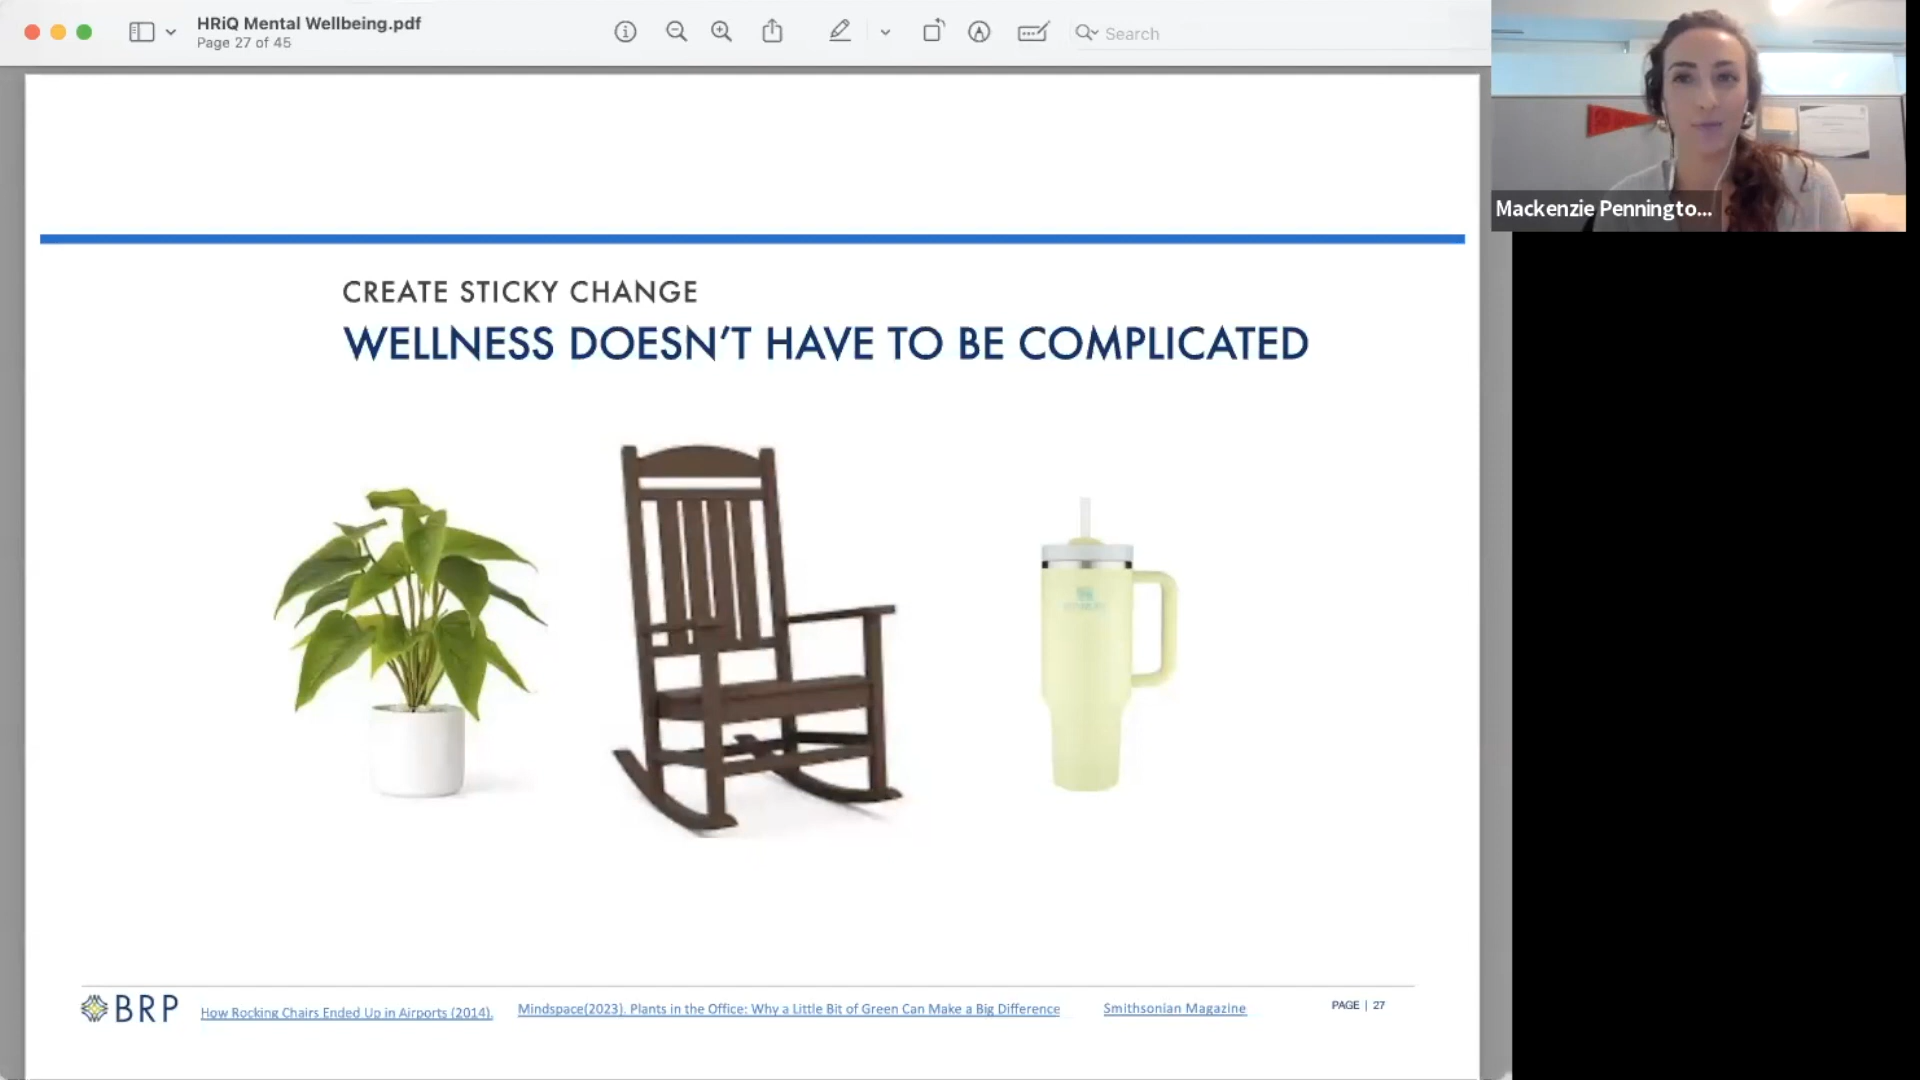 HRiQ Mental Wellbeing.pdf
Page 27 of 45
Search
Mackenzie Penningto...
CREATE STICKY CHANGE
WELLNESS DOESN'T HAVE TO BE COMPLICATED
BRP
How Rocking Chairs Ended Up in Airports (2014).
Mindspace(2023). Plants in the Office: Why a Little Bit of Green Can Make a Big Difference
Smithsonian Magazine
PAGE | 27